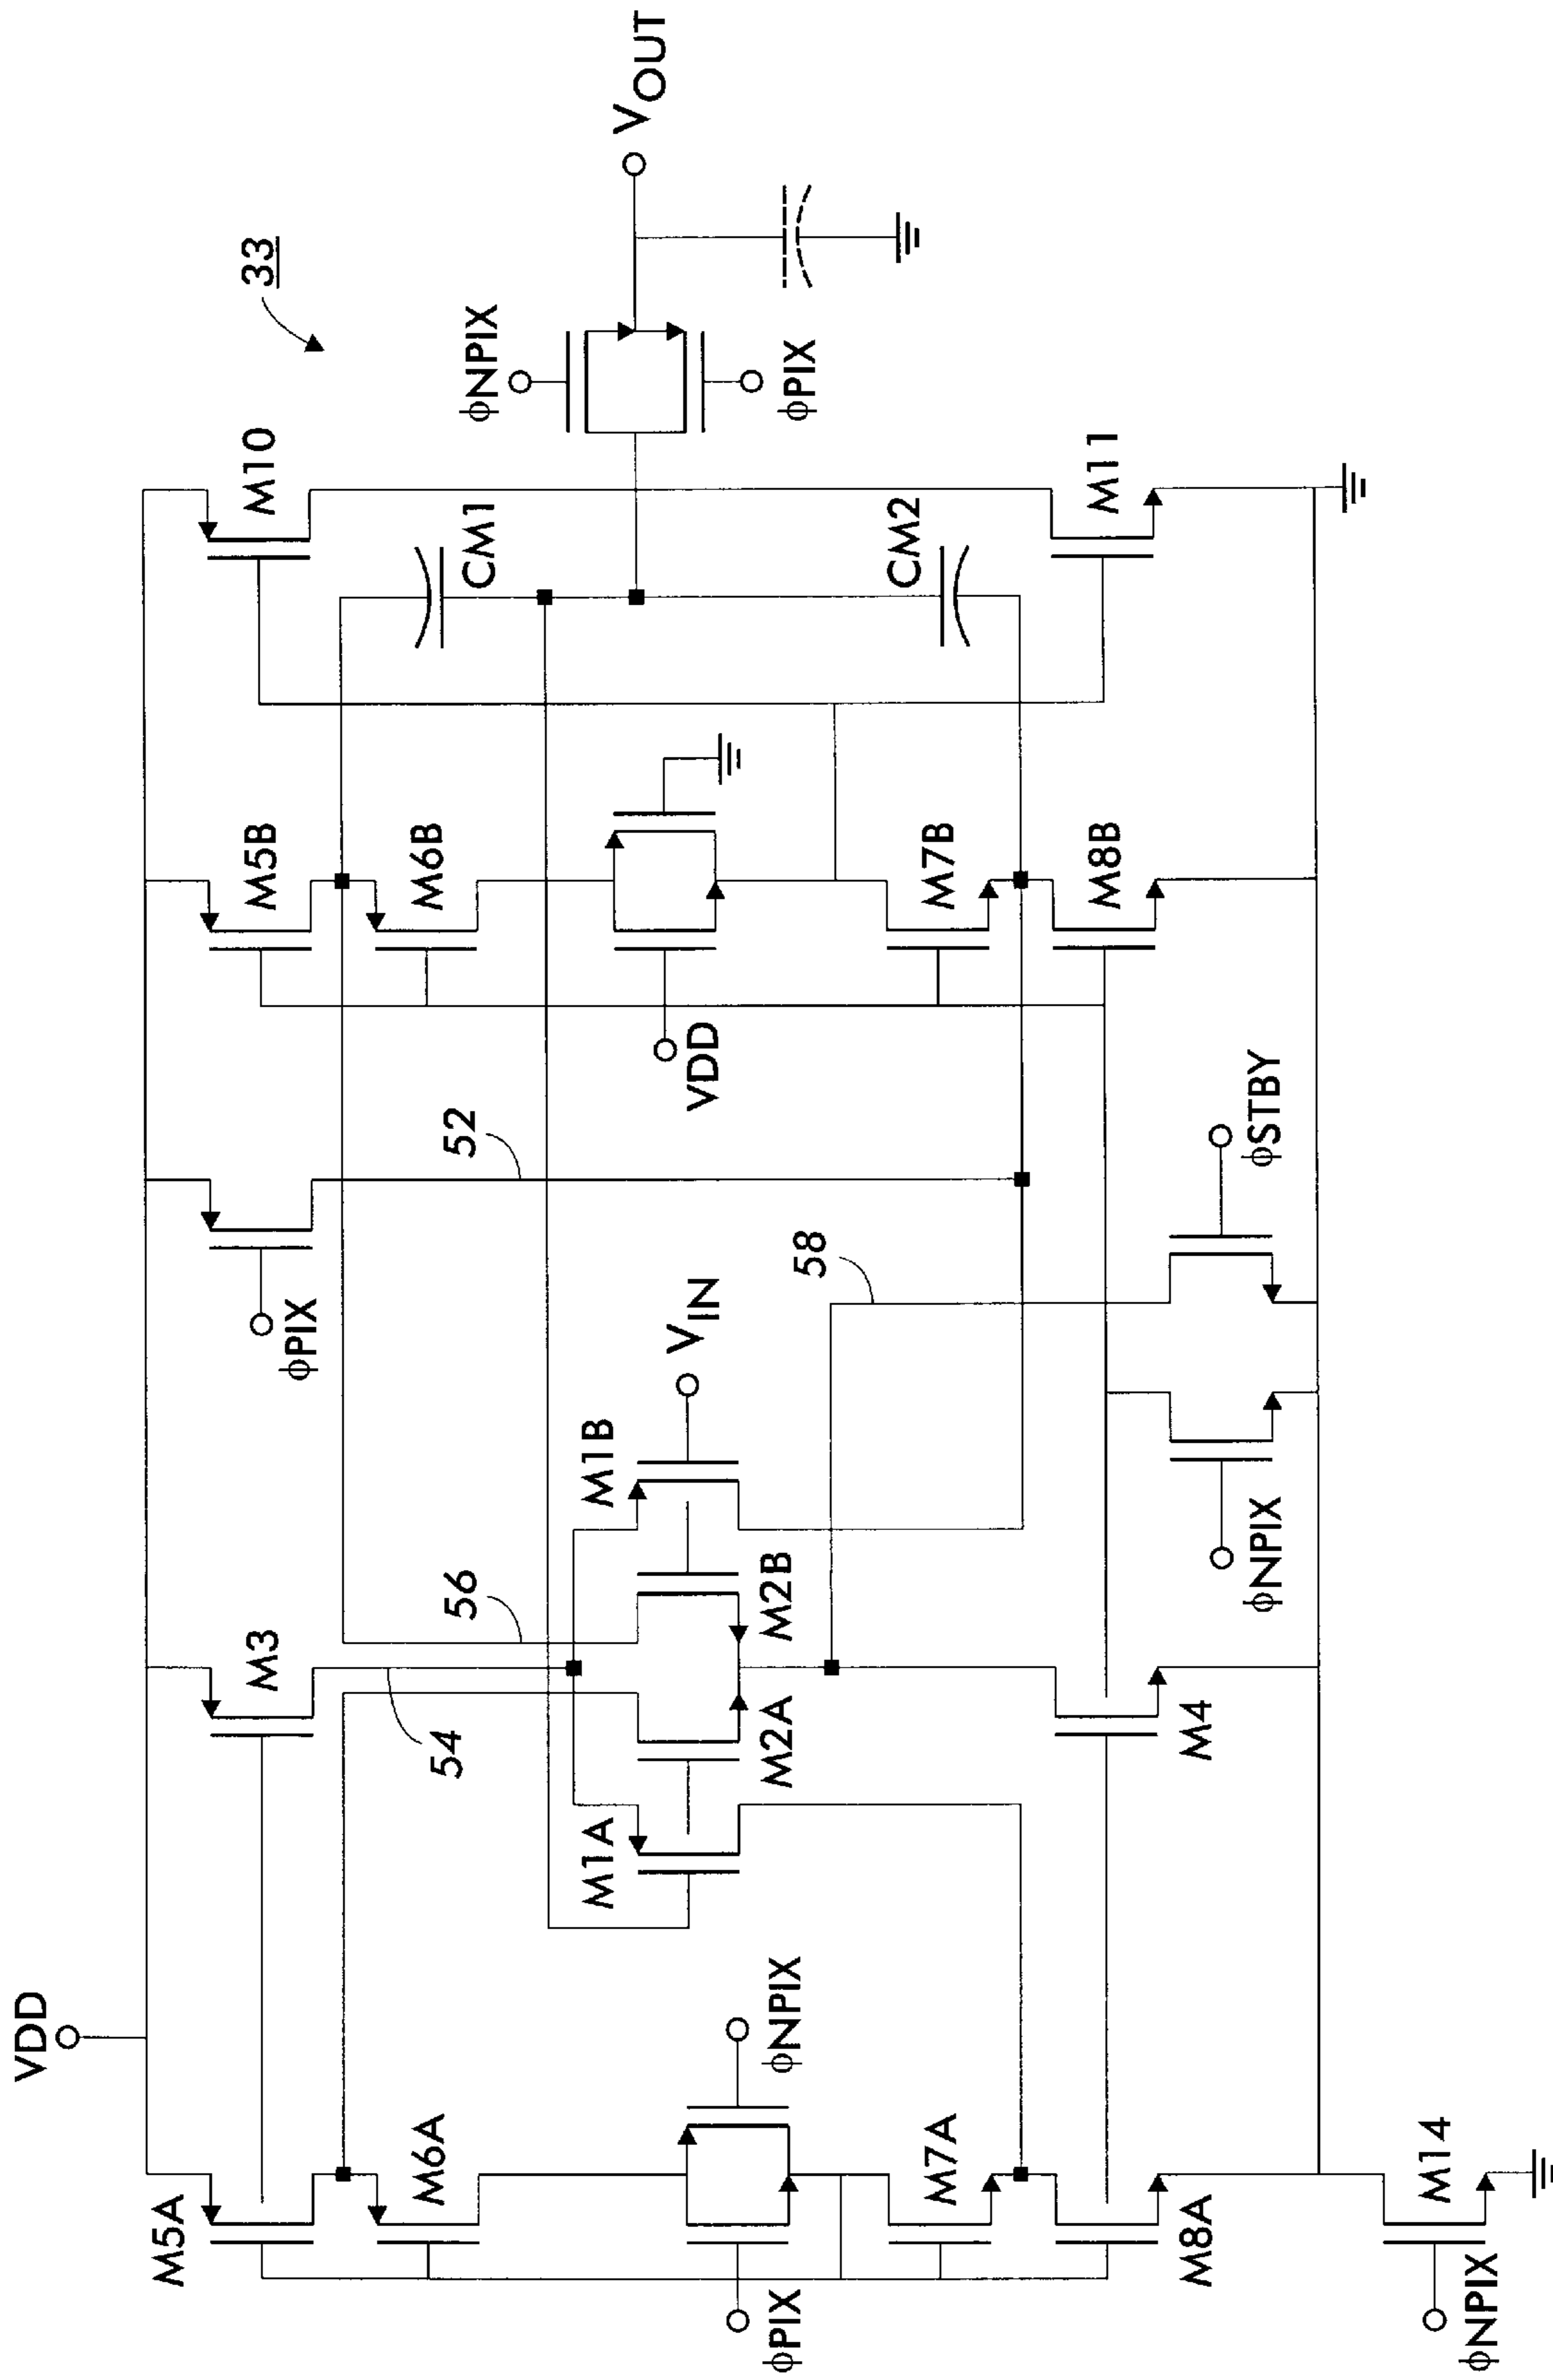 VDD
33
M5A
M3
ϕPIX
M5B
M10
M6A
54
56
52
M6B
CM1
ϕNPIX
VOUT
M1A
M1B
VIN
VDD
ϕPIX
ϕPIX
ϕNPIX
M2A
M2B
58
M7A
M7B
CM2
M8A
M4
ϕNPIX
ϕSTBY
M8B
M11
ϕNPIX
M14